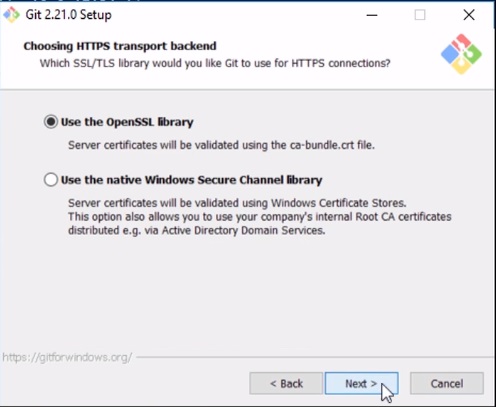 Git 2.21.0 Setup
Choosing HTTPS transport backend
Which SSL/TLS library would you like Git to use for HTTPS connections?
Use the OpenSSL library
Server certificates will be validated using the ca-bundle.crt file.
Use the native Windows Secure Channel library
Server certificates will be validated using Windows Certificate Stores.
This option also allows you to use your company's internal Root CA certificates
distributed e.g. via Active Directory Domain Services.
https://gitforwindows.org/
< Back
Next >
Cancel